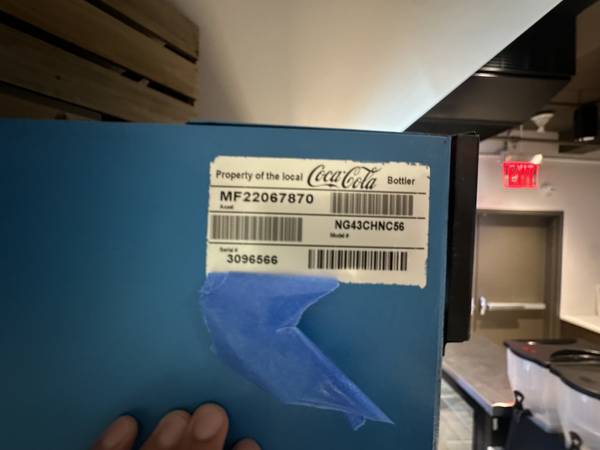 Property of the local Coca-Cola Bottler
MF22067870
Asset
NG43CHNC56
Model #
Serial #
3096566
EXIT